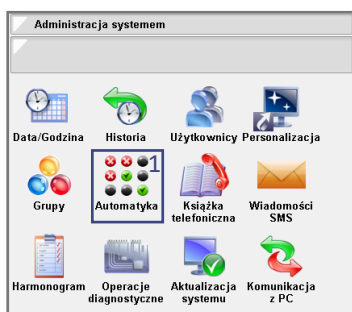 Administracja systemem
Data/Godzina Historia Użytkownicy Personalizacja
1
Grupy Automatyka Książka telefoniczna Wiadomości SMS
Harmonogram Operacje diagnostyczne Aktualizacja systemu Komunikacja z PC